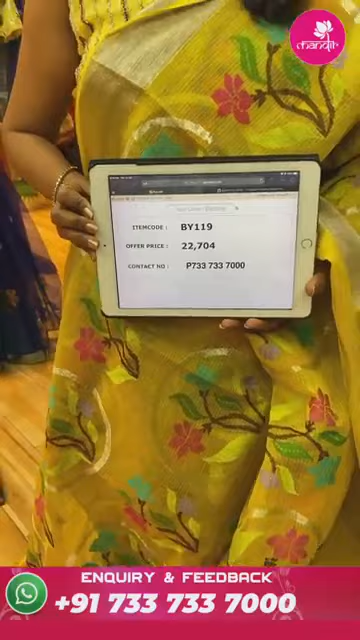 Mandir
ITEMCODE : BY119
OFFER PRICE : 22,704
CONTACT NO : P733 733 7000
ENQUIRY & FEEDBACK
+91 733 733 7000